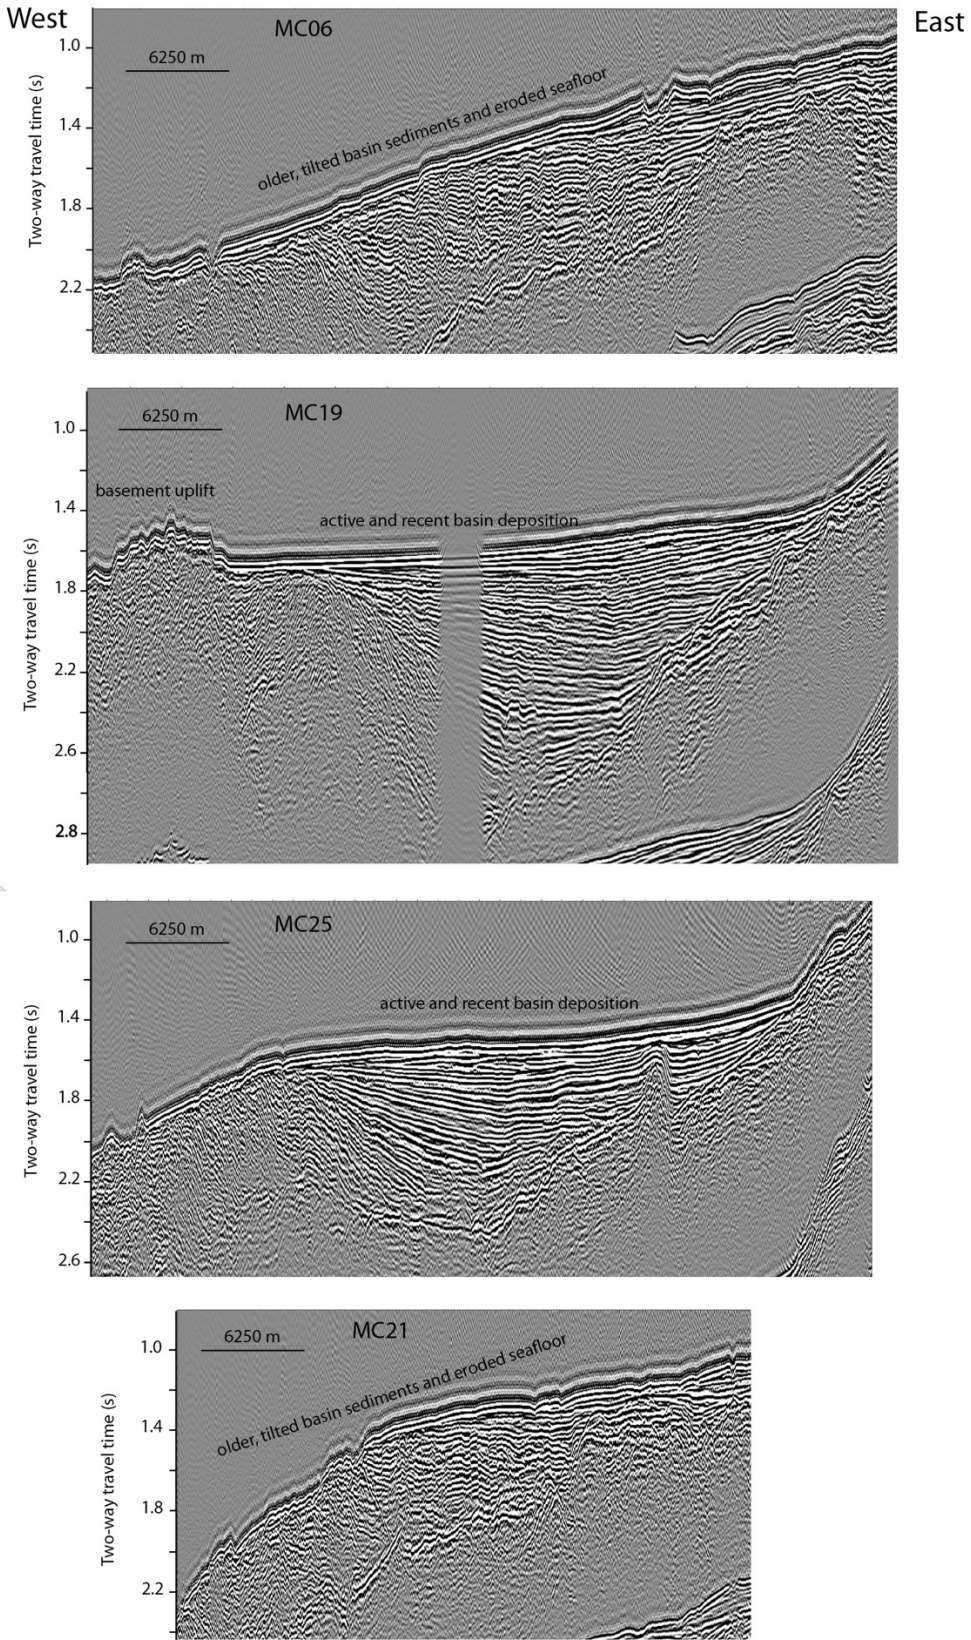 West
East
MC06
6250 m
older, tilted basin sediments and eroded seafloor
Two-way travel time (s)
1.0
1.4
1.8
2.2
MC19
6250 m
basement uplift
active and recent basin deposition
Two-way travel time (s)
1.0
1.4
1.8
2.2
2.6
2.8
MC25
6250 m
active and recent basin deposition
Two-way travel time (s)
1.0
1.4
1.8
2.2
2.6
MC21
6250 m
older, tilted basin sediments and eroded seafloor
Two-way travel time (s)
1.0
1.4
1.8
2.2